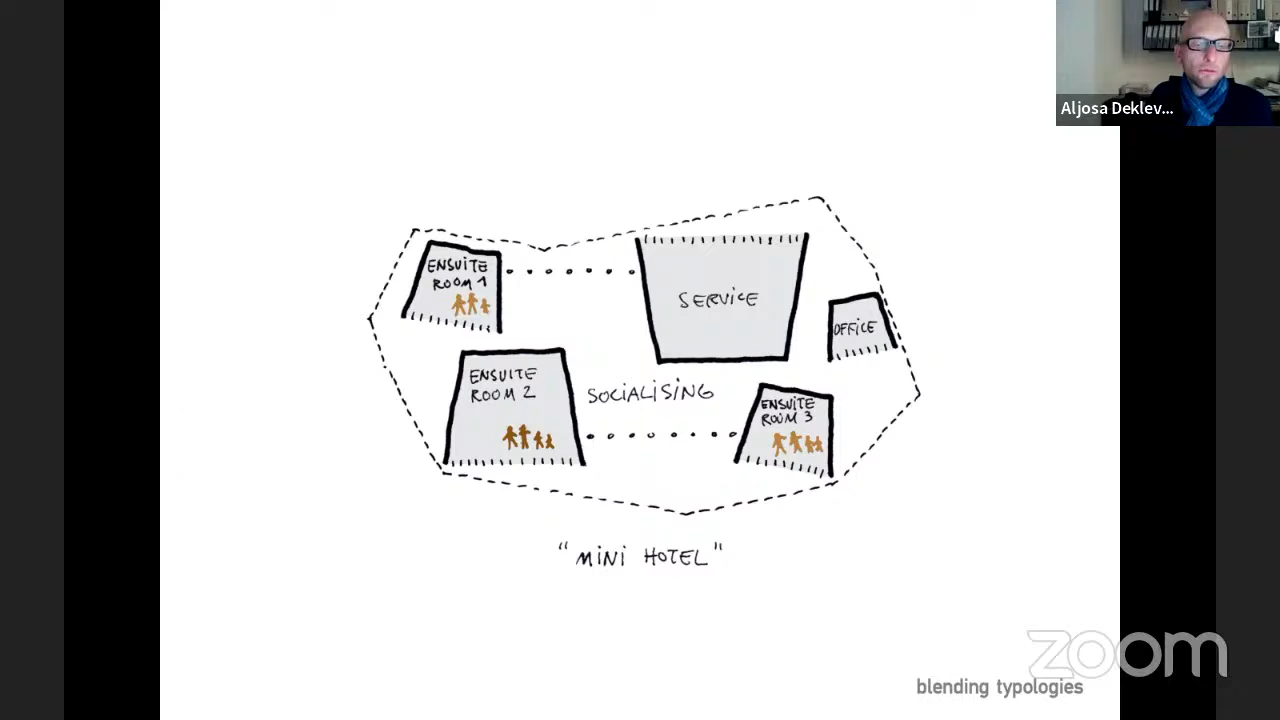 Aljosa Deklev...
ENSUITE
ROOM 1
SERVICE
OFFICE
ENSUITE
ROOM 2
SOCIALISING
ENSUITE
ROOM 3
"MINI HOTEL"
zoom
blending typologies